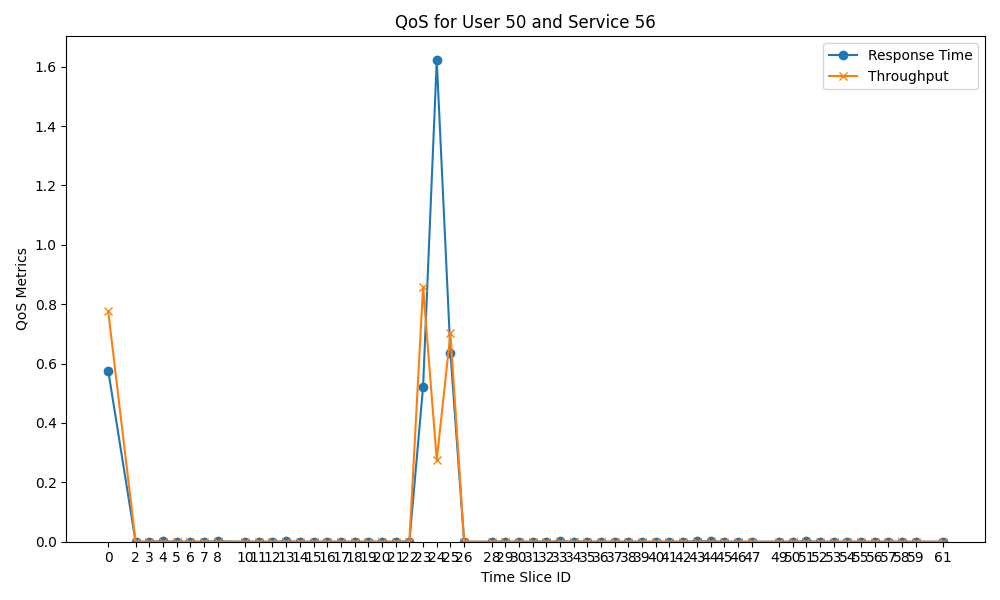 QoS for User 50 and Service 56
Response Time
Throughput
QoS Metrics
1.6
1.4
1.2
1.0
0.8
0.6
0.4
0.2
0.0
0 2 3 4 5 6 7 8 10 11 12 13 14 15 16 17 18 19 20 21 22 23 24 25 26 28 29 30 31 32 33 34 35 36 37 38 39 40 41 42 43 44 45 46 47 49 50 51 52 53 54 55 56 57 58 59 61
Time Slice ID